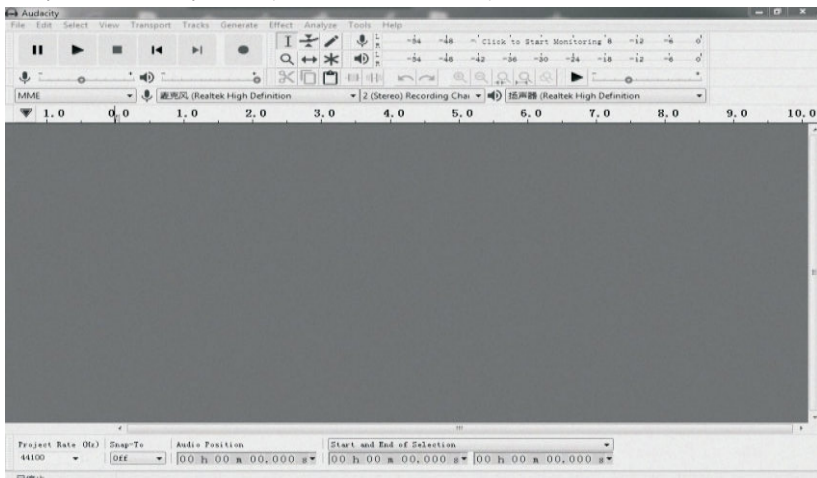 Audacity
File Edit Select View Transport Tracks Generate Effect Analyze Tools Help
L R -54 -48 - Click to Start Monitoring 8 -12 -6 0
L R -54 -48 -42 -36 -30 -24 -18 -12 -6 0
MME 麦克风 (Realtek High Definition 2 (Stereo) Recording Chai 扬声器 (Realtek High Definition
1.0 0.0 1.0 2.0 3.0 4.0 5.0 6.0 7.0 8.0 9.0 10.0
Project Rate (Hz) Snap-To Audio Position Start and End of Selection
44100 Off 00 h 00 m 00.000 s 00 h 00 m 00.000 s 00 h 00 m 00.000 s